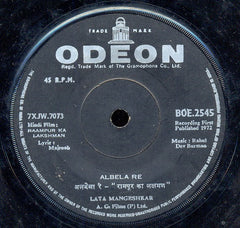 TRADE MARK
ODEON
Regd. Trade Mark of The Gramophone Co. Ltd.
45 R.P.M.
7XJW.7073
Hindi Film:
RAAMPUR KA
LAKSHMAN
Lyric:
Majrooh
BOE.2545
Recording First
Published 1972
Music: Rahul
Dev Burman
ALBELA RE
अलबेला रे - "रामपुर का लक्ष्मण"
LATA MANGESHKAR
A. G. Films (P) Ltd.